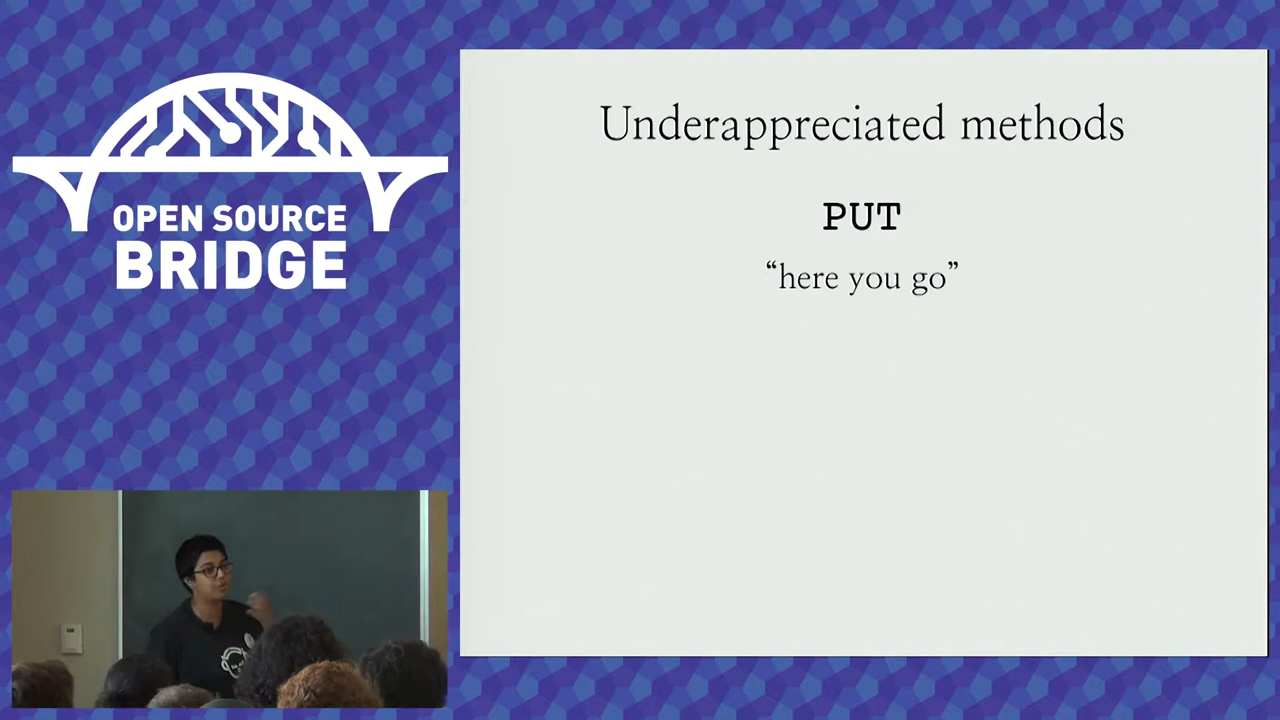 OPEN SOURCE
BRIDGE
Underappreciated methods
PUT
“here you go”